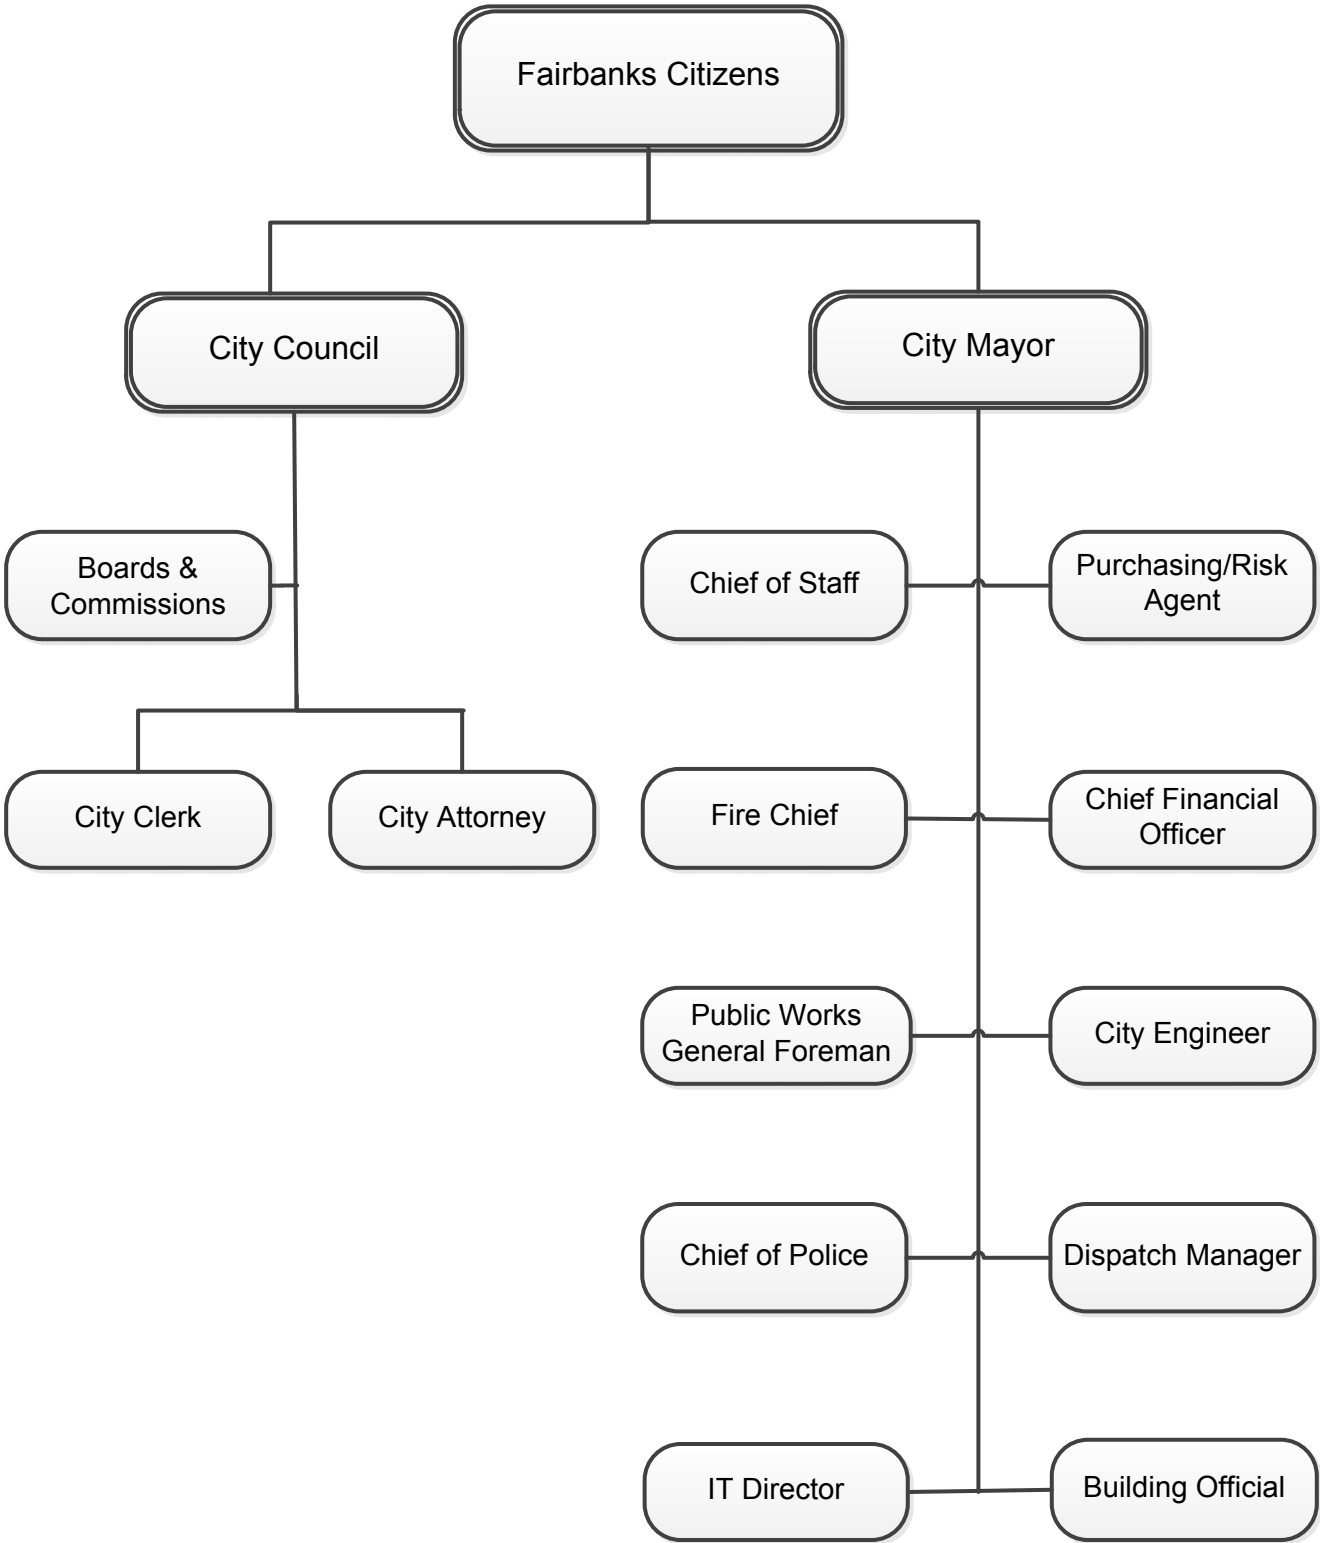 Fairbanks Citizens
City Council
City Mayor
Boards &
Commissions
City Clerk
City Attorney
Chief of Staff
Purchasing/Risk
Agent
Fire Chief
Chief Financial
Officer
Public Works
General Foreman
City Engineer
Chief of Police
Dispatch Manager
IT Director
Building Official